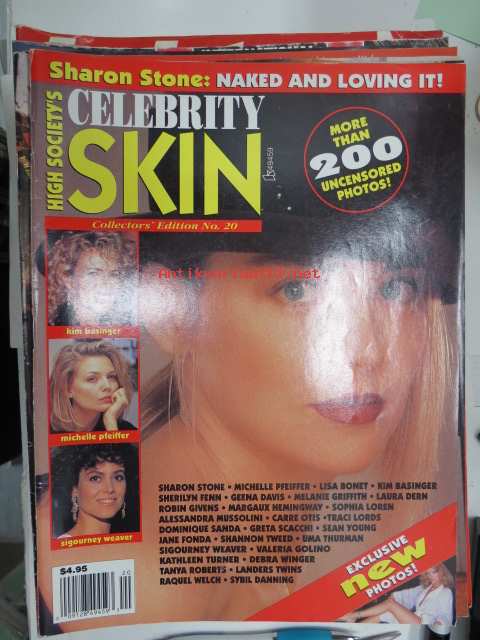 Sharon Stone: NAKED AND LOVING IT!
HIGH SOCIETY'S
CELEBRITY
SKIN
Collectors' Edition No. 20
49459
MORE
THAN
200
UNCENSORED
PHOTOS!
kim basinger
michelle pfeiffer
sigourney weaver
SHARON STONE • MICHELLE PFEIFFER • LISA BONET • KIM BASINGER
SHERILYN FENN • GEENA DAVIS • MELANIE GRIFFITH • LAURA DERN
ROBIN GIVENS • MARGAUX HEMINGWAY • SOPHIA LOREN
ALESSANDRA MUSSOLINI • CARRE OTIS • TRACI LORDS
DOMINIQUE SANDA • GRETA SCACCHI • SEAN YOUNG
JANE FONDA • SHANNON TWEED • UMA THURMAN
SIGOURNEY WEAVER • VALERIA GOLINO
KATHLEEN TURNER • DEBRA WINGER
TANYA ROBERTS • LANDERS TWINS
RAQUEL WELCH • SYBIL DANNING
EXCLUSIVE
new
PHOTOS!
$4.95